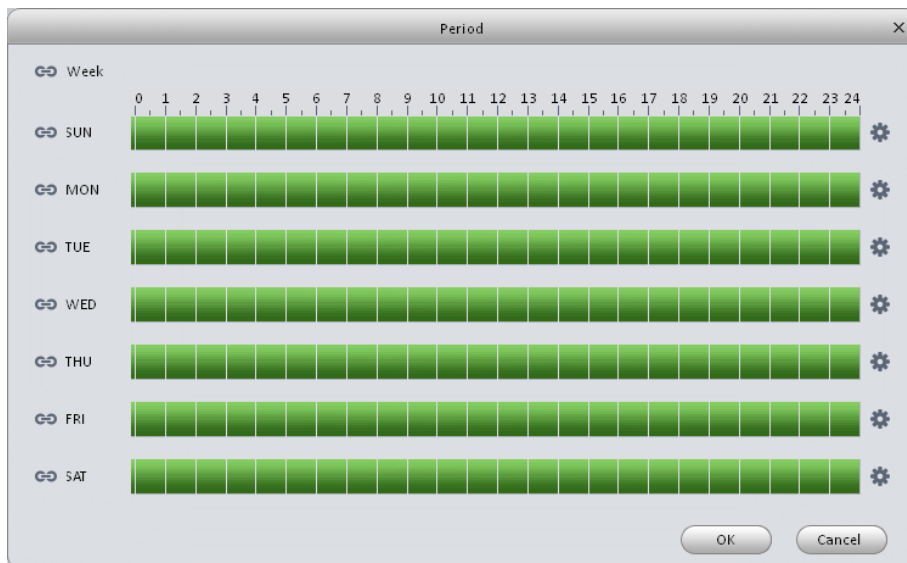 Period
Week
0 1 2 3 4 5 6 7 8 9 10 11 12 13 14 15 16 17 18 19 20 21 22 23 24
SUN
MON
TUE
WED
THU
FRI
SAT
OK Cancel